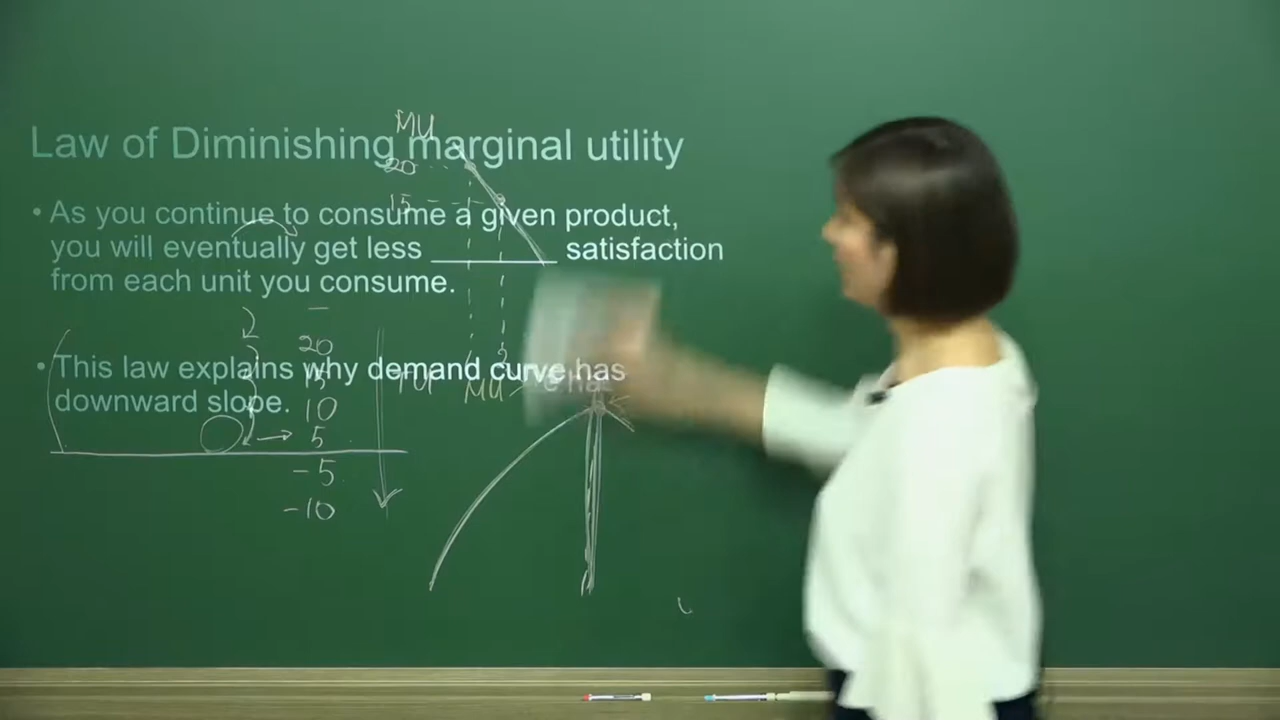 Law of Diminishing marginal utility
• As you continue to consume a given product,
you will eventually get less __________ satisfaction
from each unit you consume.
• This law explains why demand curve has
downward slope.
MU
20
15
20
15
10
5
-5
-10
MU